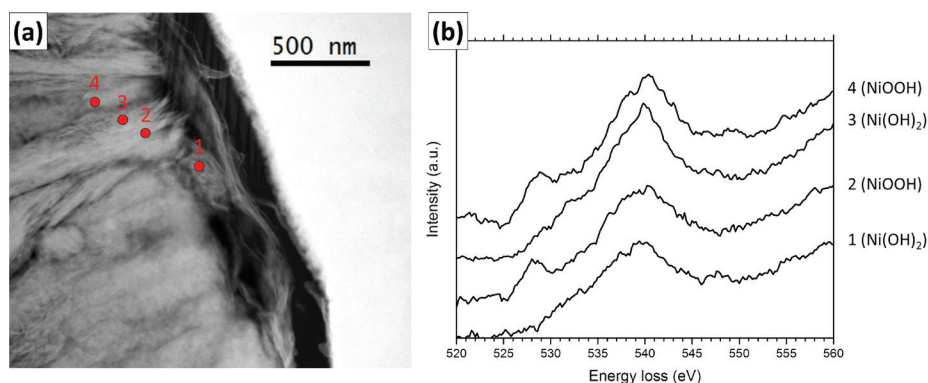 (a)
500 nm
4
3
2
1
(b)
Intensity (a.u.)
4 (NiOOH)
3 (Ni(OH)₂)
2 (NiOOH)
1 (Ni(OH)₂)
520 525 530 535 540 545 550 555 560
Energy loss (eV)